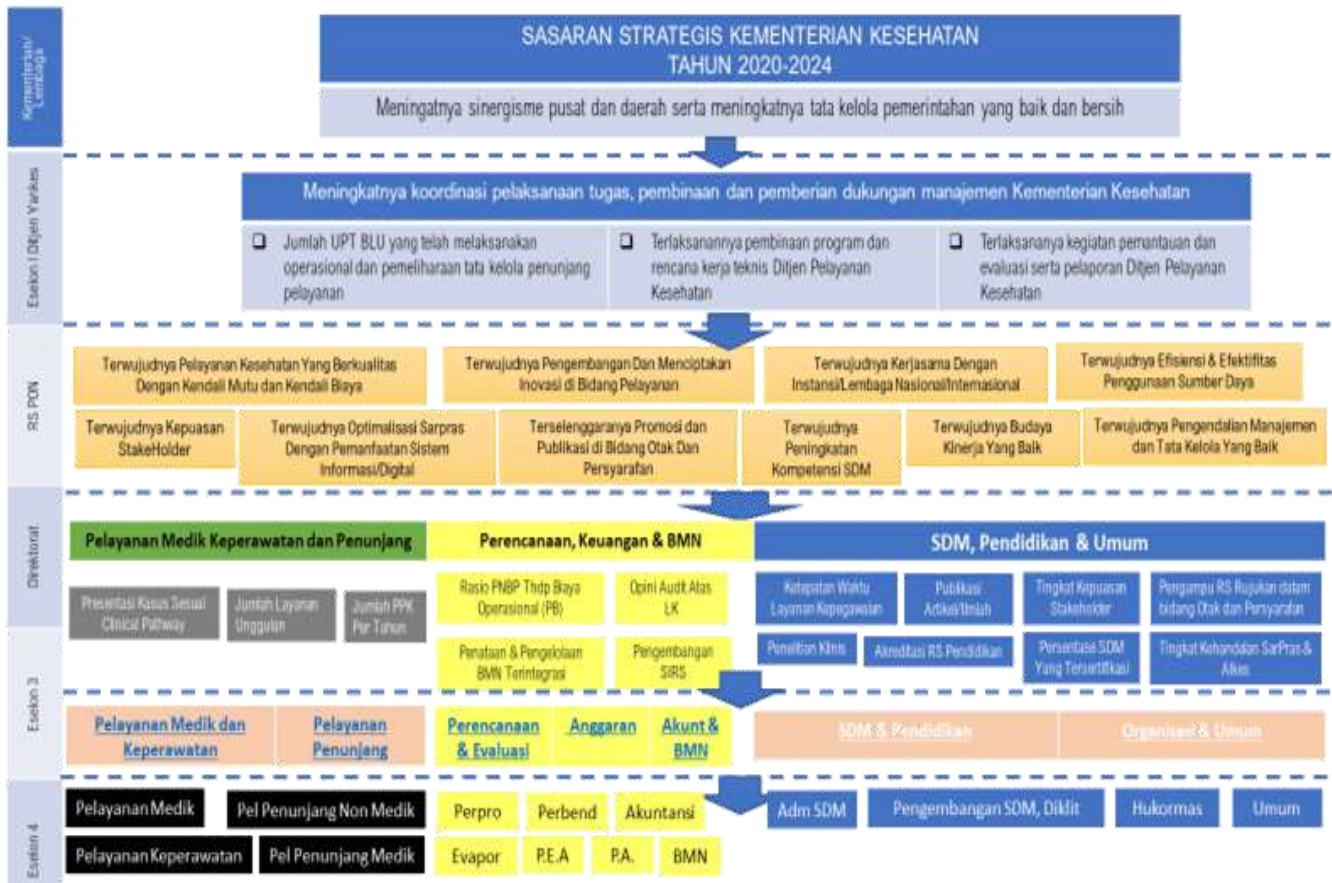 Kementerian/
Lembaga
SASARAN STRATEGIS KEMENTERIAN KESEHATAN
TAHUN 2020-2024
Meningatnya sinergisme pusat dan daerah serta meningkatnya tata kelola pemerintahan yang baik dan bersih
Eselon I Ditjen Yankes
Meningkatnya koordinasi pelaksanaan tugas, pembinaan dan pemberian dukungan manajemen Kementerian Kesehatan
Jumlah UPT BLU yang telah melaksanakan
operasional dan pemeliharaan tata kelola penunjang
pelayanan
Terlaksanannya pembinaan program dan
rencana kerja teknis Ditjen Pelayanan
Kesehatan
Terlaksananya kegiatan pemantauan dan
evaluasi serta pelaporan Ditjen Pelayanan
Kesehatan
RS PON
Terwujudnya Pelayanan Kesehatan Yang Berkualitas
Dengan Kendali Mutu dan Kendali Biaya
Terwujudnya Pengembangan Dan Menciptakan
Inovasi di Bidang Pelayanan
Terwujudnya Kerjasama Dengan
Instansi/Lembaga Nasional/Internasional
Terwujudnya Efisiensi & Efektifitas
Penggunaan Sumber Daya
Terwujudnya Kepuasan
StakeHolder
Terwujudnya Optimalisasi Sarpras
Dengan Pemanfaatan Sistem
Informasi/Digital
Terselenggaranya Promosi dan
Publikasi di Bidang Otak Dan
Persyarafan
Terwujudnya
Peningkatan
Kompetensi SDM
Terwujudnya Budaya
Kinerja Yang Baik
Terwujudnya Pengendalian Manajemen
dan Tata Kelola Yang Baik
Direktorat
Pelayanan Medik Keperawatan dan Penunjang
Perencanaan, Keuangan & BMN
SDM, Pendidikan & Umum
Presentasi Kasus Sesuai
Clinical Pathway
Jumlah Layanan
Unggulan
Jumlah PPK
Per Tahun
Rasio PNBP Thdp Biaya
Operasional (PB)
Opini Audit Atas
LK
Ketepatan Waktu
Layanan Kepegawaian
Publikasi
Artikel/Ilmiah
Tingkat Kepuasan
Stakeholder
Pengampu RS Rujukan dalam
bidang Otak dan Persyarafan
Penataan & Pengelolaan
BMN Terintegrasi
Pengembangan
SIRS
Penelitian Klinis
Akreditasi RS Pendidikan
Persentase SDM
Yang Tersertifikasi
Tingkat Kehandalan SarPras &
Alkes
Eselon 3
Pelayanan Medik dan
Keperawatan
Pelayanan
Penunjang
Perencanaan
& Evaluasi
Anggaran
Akunt &
BMN
SDM & Pendidikan
Organisasi & Umum
Eselon 4
Pelayanan Medik
Pel Penunjang Non Medik
Perpro
Perbend
Akuntansi
Adm SDM
Pengembangan SDM, Diklit
Hukormas
Umum
Pelayanan Keperawatan
Pel Penunjang Medik
Evapor
P.E.A
P.A.
BMN